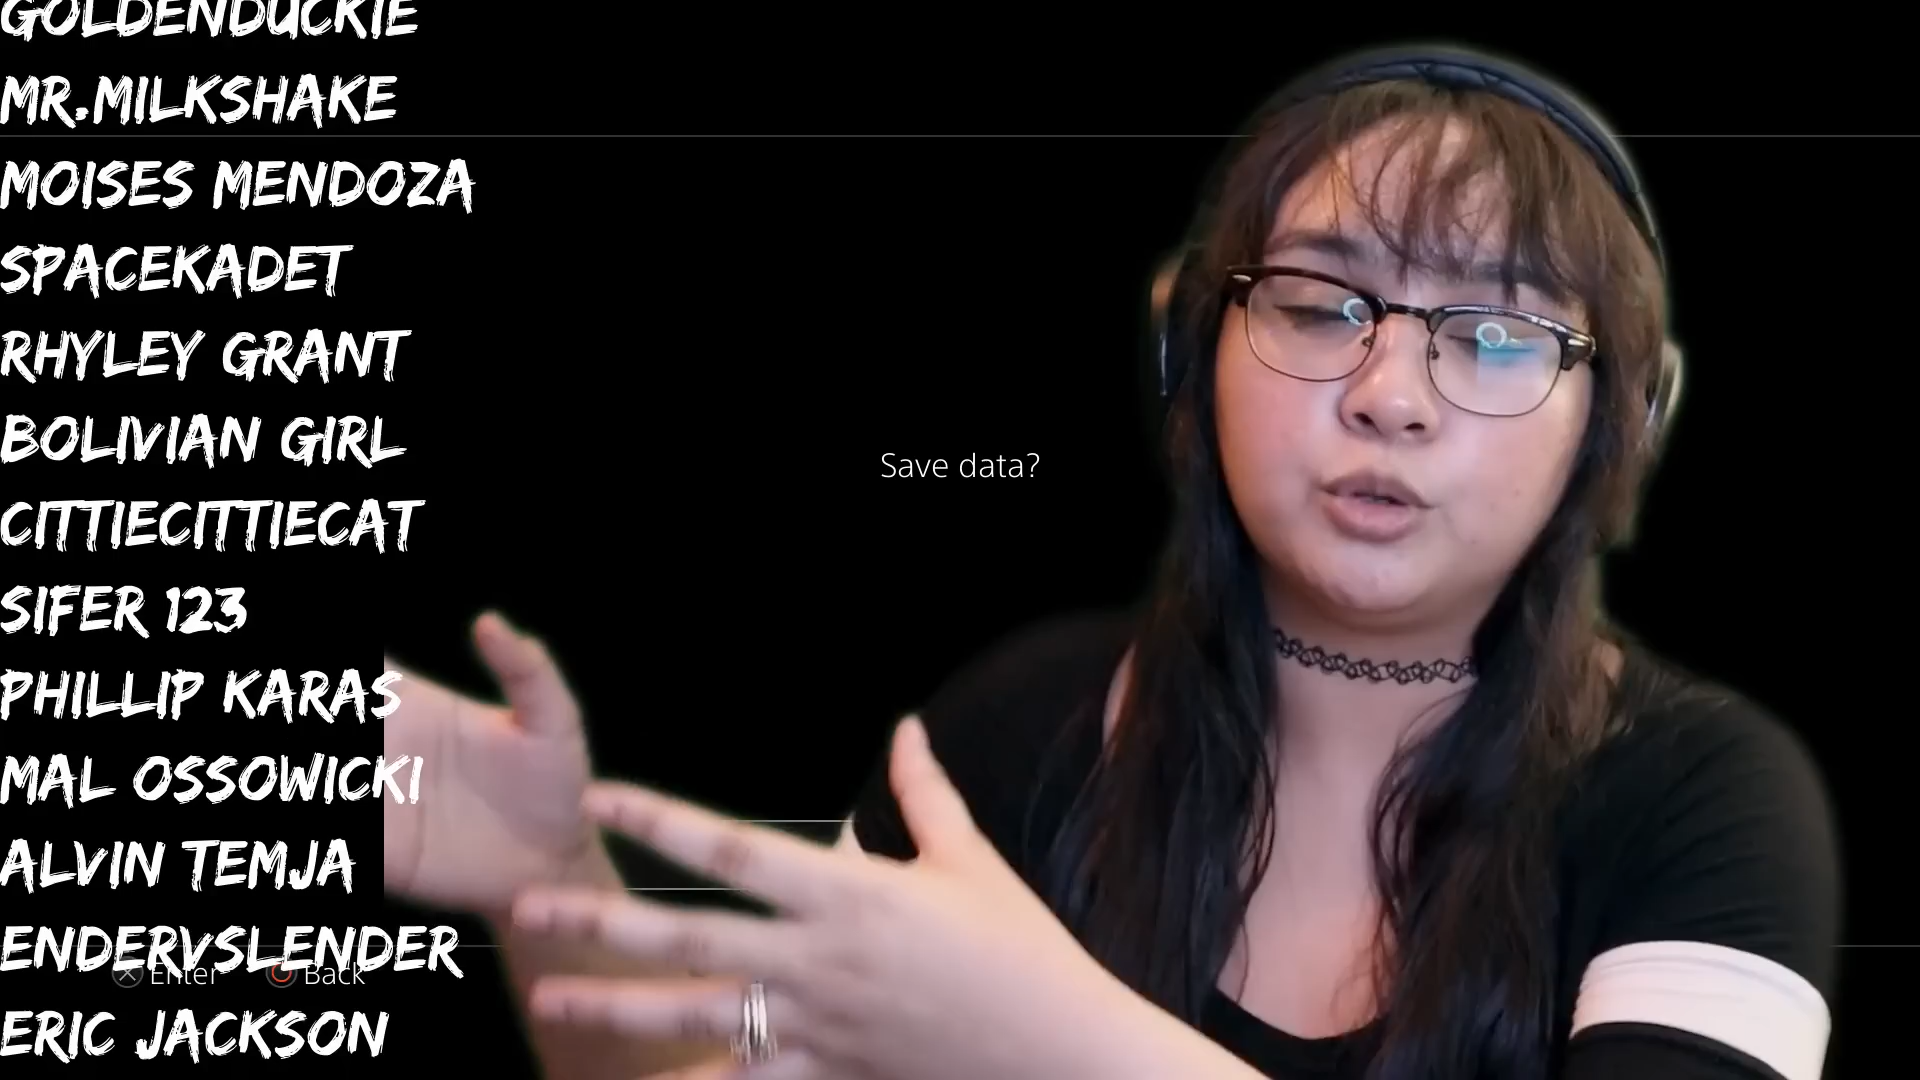 GOLDENDUCKIE
MR.MILKSHAKE
MOISES MENDOZA
SPACEKADET
RHYLEY GRANT
BOLIVIAN GIRL
CITTIECITTIECAT
SIFER 123
PHILLIP KARAS
MAL OSSOWICKI
ALVIN TEMJA
ENDERVSLENDER
ERIC JACKSON
Save data?
Enter Back